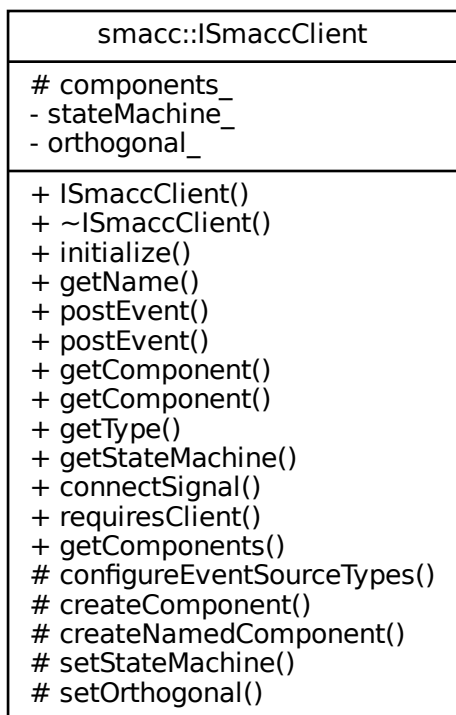 smacc::ISmaccClient
# components_
- stateMachine_
- orthogonal_
+ ISmaccClient()
+ ~ISmaccClient()
+ initialize()
+ getName()
+ postEvent()
+ postEvent()
+ getComponent()
+ getComponent()
+ getType()
+ getStateMachine()
+ connectSignal()
+ requiresClient()
+ getComponents()
# configureEventSourceTypes()
# createComponent()
# createNamedComponent()
# setStateMachine()
# setOrthogonal()